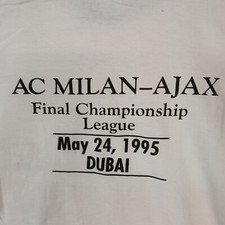 AC MILAN–AJAX
Final Championship
League
May 24, 1995
DUBAI